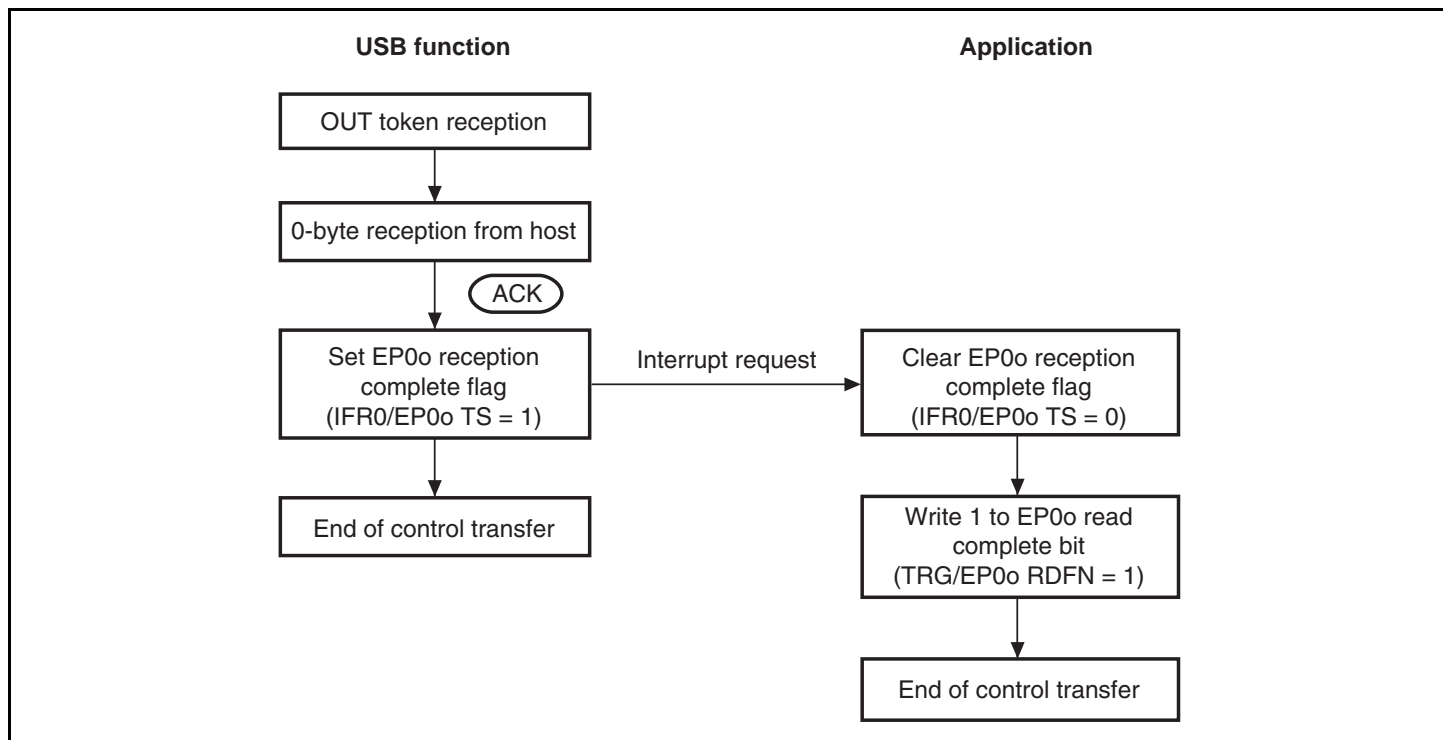 USB function
Application
OUT token reception
0-byte reception from host
ACK
Set EP0o reception
complete flag
(IFR0/EP0o TS = 1)
Interrupt request
Clear EP0o reception
complete flag
(IFR0/EP0o TS = 0)
End of control transfer
Write 1 to EP0o read
complete bit
(TRG/EP0o RDFN = 1)
End of control transfer